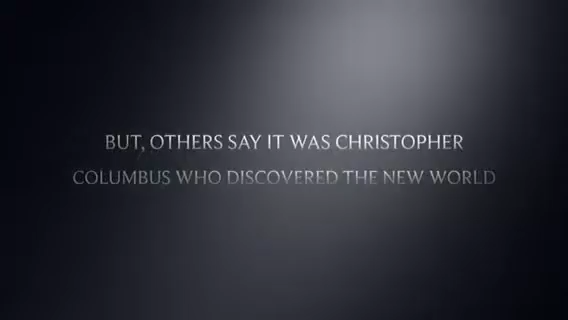 BUT, OTHERS SAY IT WAS CHRISTOPHER
COLUMBUS WHO DISCOVERED THE NEW WORLD